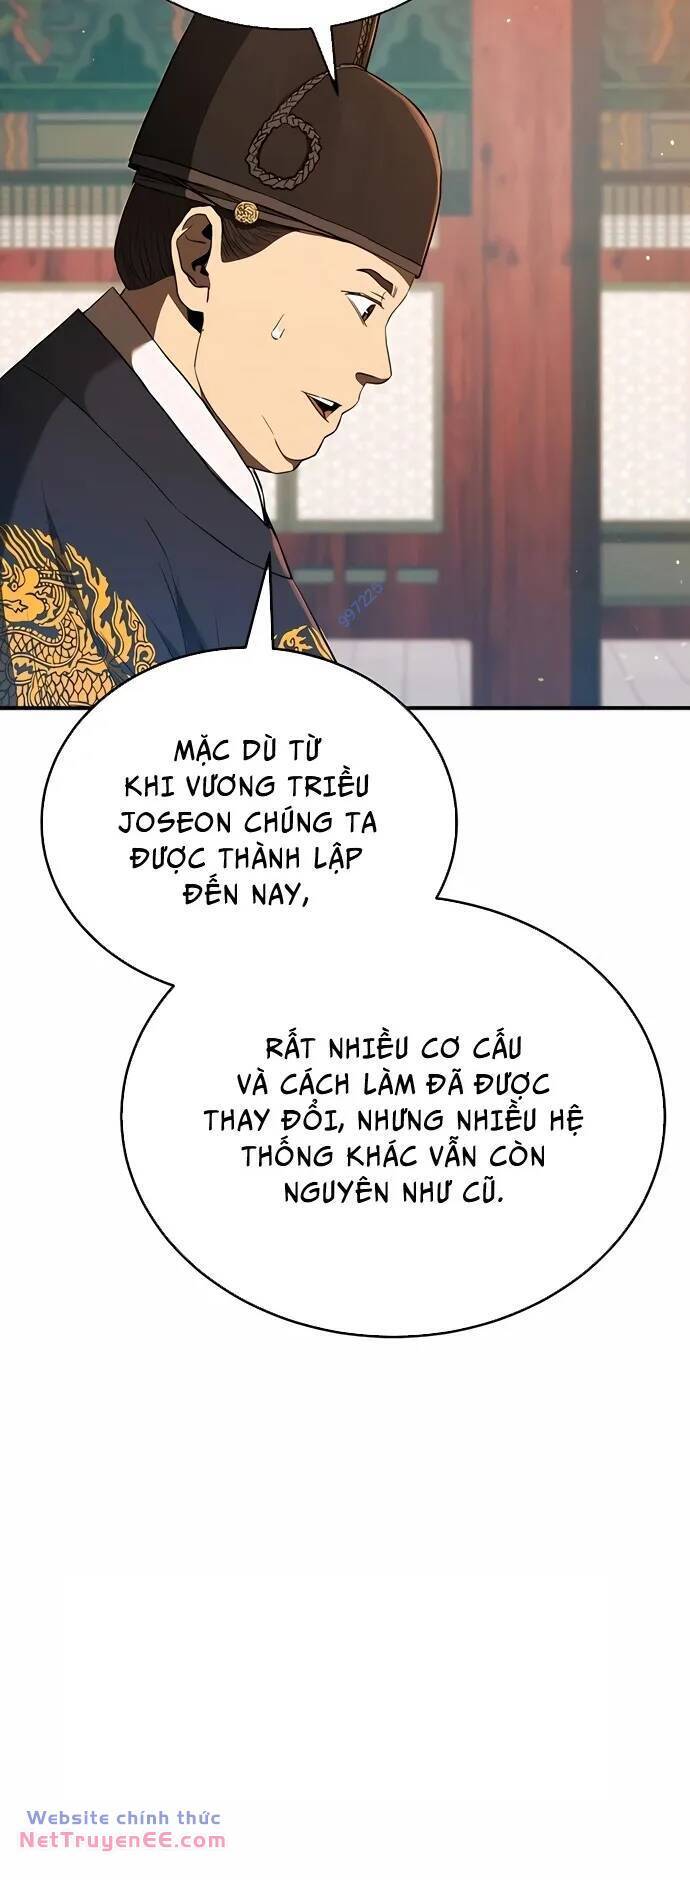 997225
MẶC DÙ TỪ
KHI VƯƠNG TRIỀU
JOSEON CHÚNG TA
ĐƯỢC THÀNH LẬP
ĐẾN NAY,
RẤT NHIỀU CƠ CẤU
VÀ CÁCH LÀM ĐÃ ĐƯỢC
THAY ĐỔI, NHƯNG NHIỀU HỆ
THỐNG KHÁC VẪN CÒN
NGUYÊN NHƯ CŨ.
Website chính thức
NetTruyenEE.com